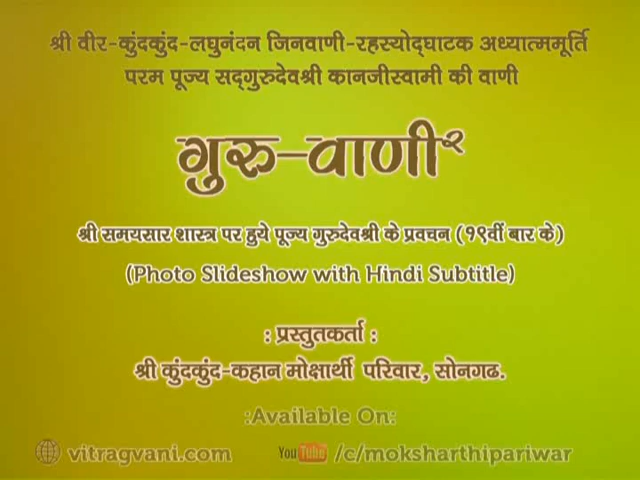 श्री वीर-कुंदकुंद-लघुनंदन जिनवाणी-रहस्योद्घाटक अध्यात्ममूर्ति
परम पूज्य सद्गुरुदेवश्री कानजीस्वामी की वाणी
गुरु-वाणी२
श्री समयसार शास्त्र पर हुये पूज्य गुरुदेवश्री के प्रवचन (१९वीं बार के)
(Photo Slideshow with Hindi Subtitle)
: प्रस्तुतकर्ता :
श्री कुंदकुंद-कहान मोक्षार्थी परिवार, सोनगढ.
:Available On:
vitragvani.com YouTube /c/moksharthipariwar